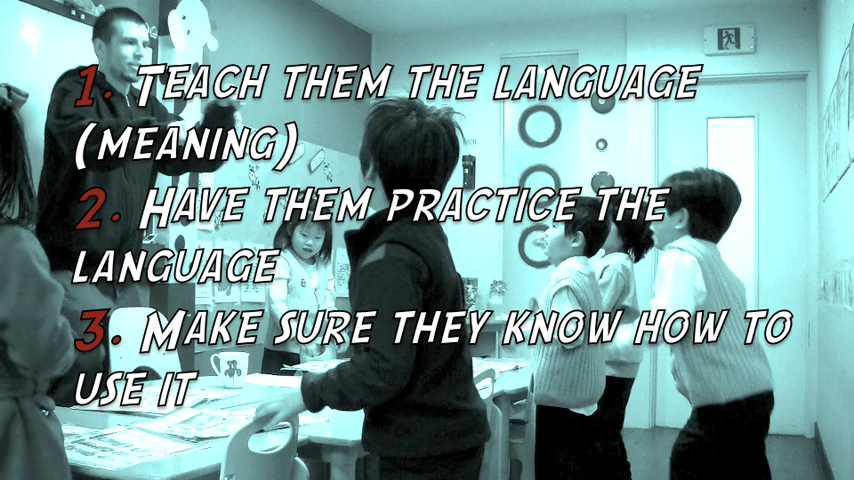 1. Teach them the language
(meaning)
2. Have them practice the
language
3. Make sure they know how to
use it